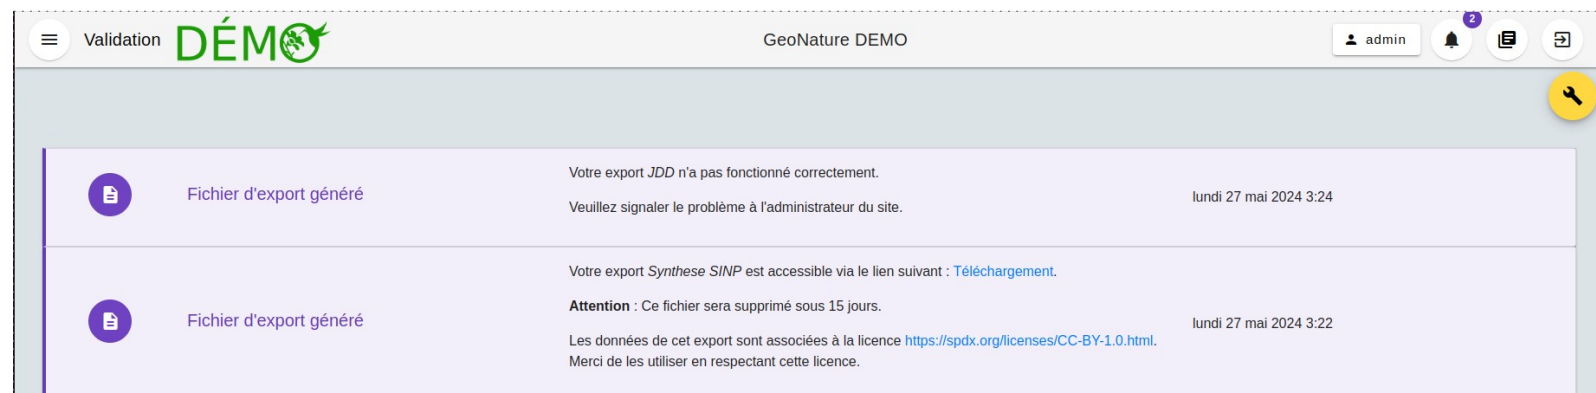 Validation DÉMO GeoNature DEMO admin 2
Fichier d'export généré
Votre export JDD n'a pas fonctionné correctement.
Veuillez signaler le problème à l'administrateur du site.
lundi 27 mai 2024 3:24
Fichier d'export généré
Votre export Synthese SINP est accessible via le lien suivant : Téléchargement.
Attention : Ce fichier sera supprimé sous 15 jours.
Les données de cet export sont associées à la licence https://spdx.org/licenses/CC-BY-1.0.html.
Merci de les utiliser en respectant cette licence.
lundi 27 mai 2024 3:22